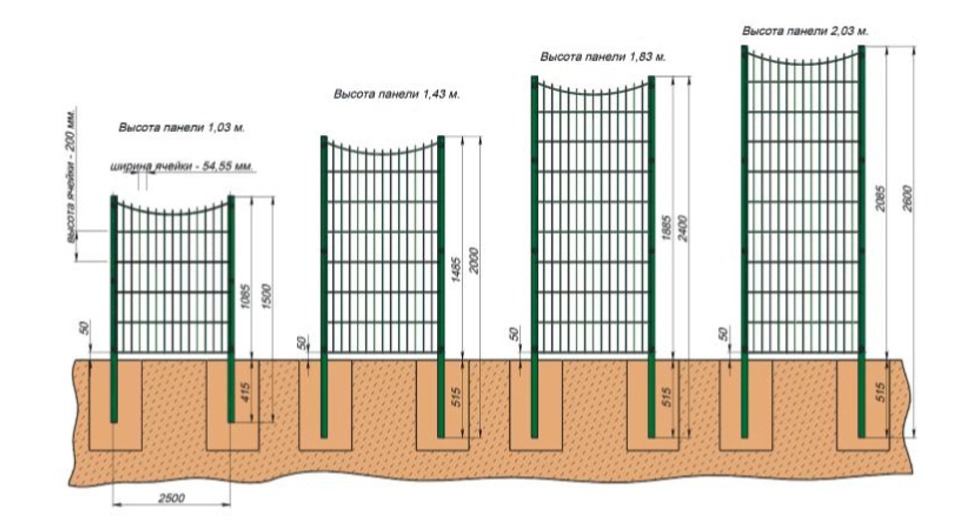 Высота панели 2,03 м.
Высота панели 1,83 м.
Высота панели 1,43 м.
Высота панели 1,03 м.
высота ячейки - 200 мм.
ширина ячейки - 54,55 мм.
50
1085
1500
415
2500
50
1485
2000
515
50
1885
2400
515
50
2085
2600
515